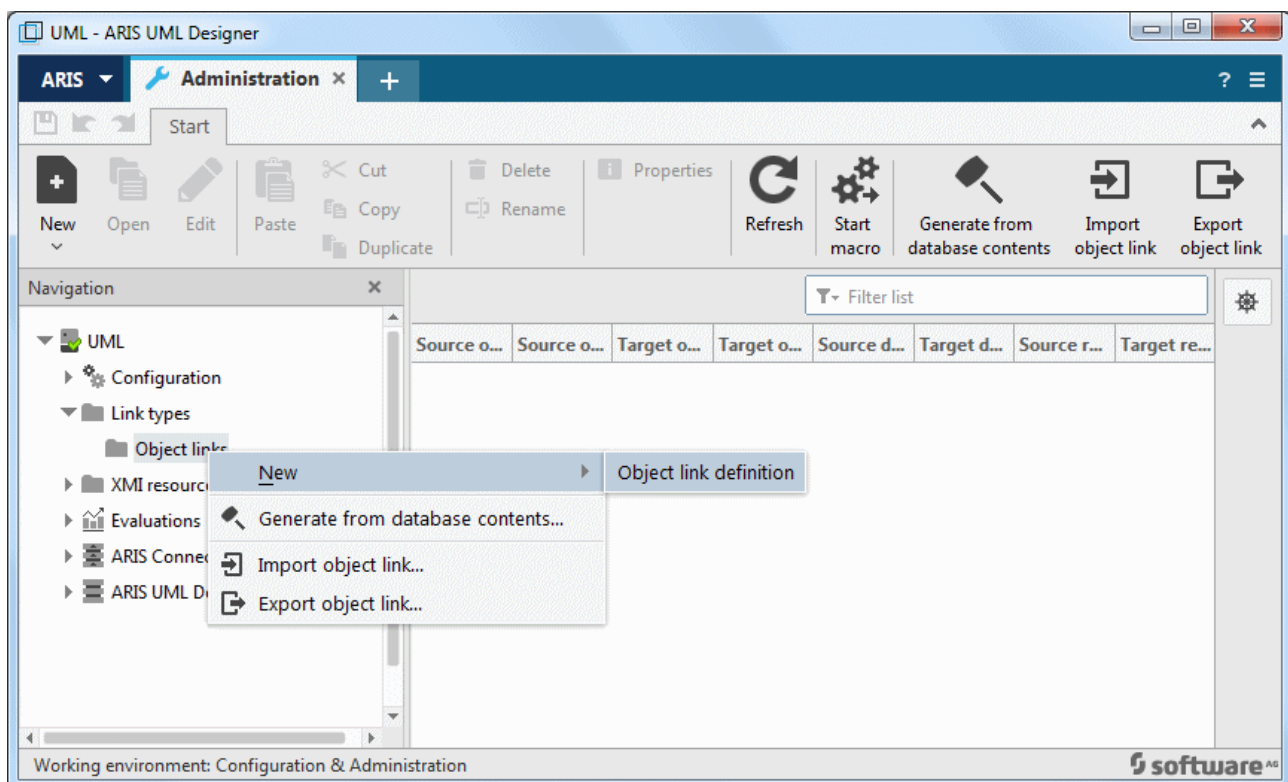 UML - ARIS UML Designer
ARIS
Administration
?
Start
New
Open
Edit
Paste
Cut
Copy
Duplicate
Delete
Rename
Properties
Refresh
Start
macro
Generate from
database contents
Import
object link
Export
object link
Navigation
Filter list
UML
Configuration
Link types
Object links
XMI resourc
Evaluations
ARIS Connec
ARIS UML D
Source o...
Source o...
Target o...
Target o...
Source d...
Target d...
Source r...
Target re...
New
Object link definition
Generate from database contents...
Import object link...
Export object link...
Working environment: Configuration & Administration
software AG